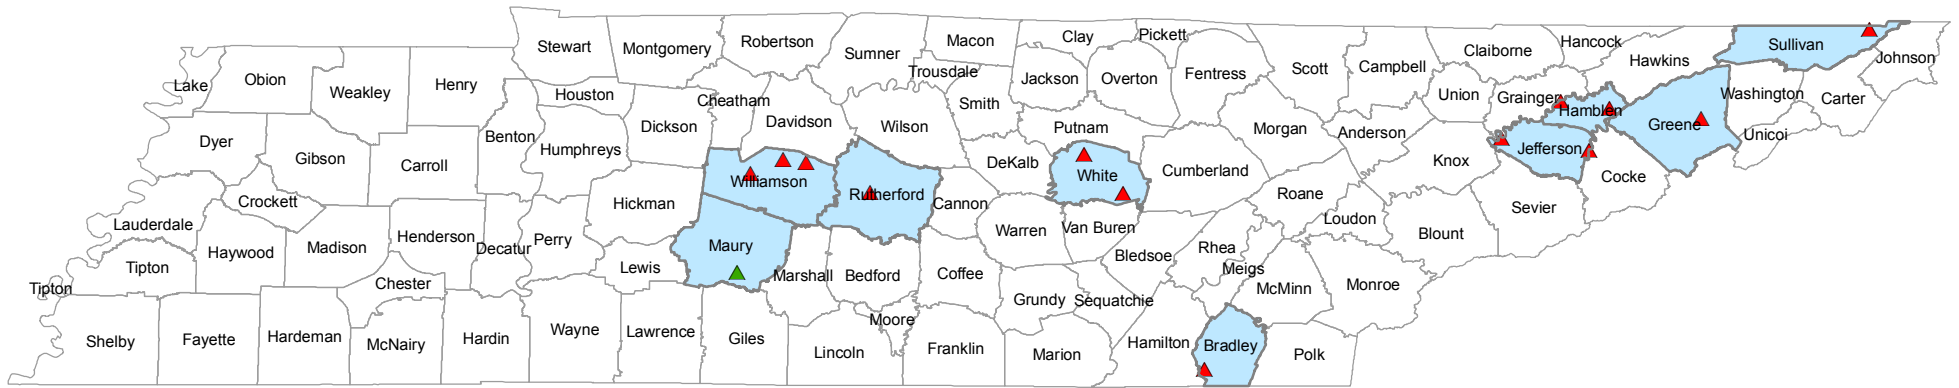 Stewart
Montgomery
Robertson
Sumner
Macon
Clay
Pickett
Trousdale
Jackson
Overton
Fentress
Scott
Campbell
Claiborne
Hancock
Hawkins
Sullivan
Johnson
Lake
Obion
Weakley
Henry
Houston
Cheatham
Smith
Union
Grainger
Hamblen
Washington
Carter
Dyer
Gibson
Carroll
Benton
Humphreys
Dickson
Davidson
Wilson
Putnam
Morgan
Anderson
Greene
Unicoi
Crockett
Williamson
Rutherford
DeKalb
White
Cumberland
Knox
Jefferson
Cocke
Lauderdale
Haywood
Madison
Henderson
Decatur
Perry
Hickman
Maury
Cannon
Warren
Van Buren
Roane
Loudon
Blount
Sevier
Tipton
Tipton
Chester
Lewis
Marshall
Bedford
Coffee
Bledsoe
Rhea
Meigs
McMinn
Monroe
Grundy
Sequatchie
Shelby
Fayette
Hardeman
McNairy
Hardin
Wayne
Lawrence
Giles
Moore
Lincoln
Franklin
Marion
Hamilton
Bradley
Polk